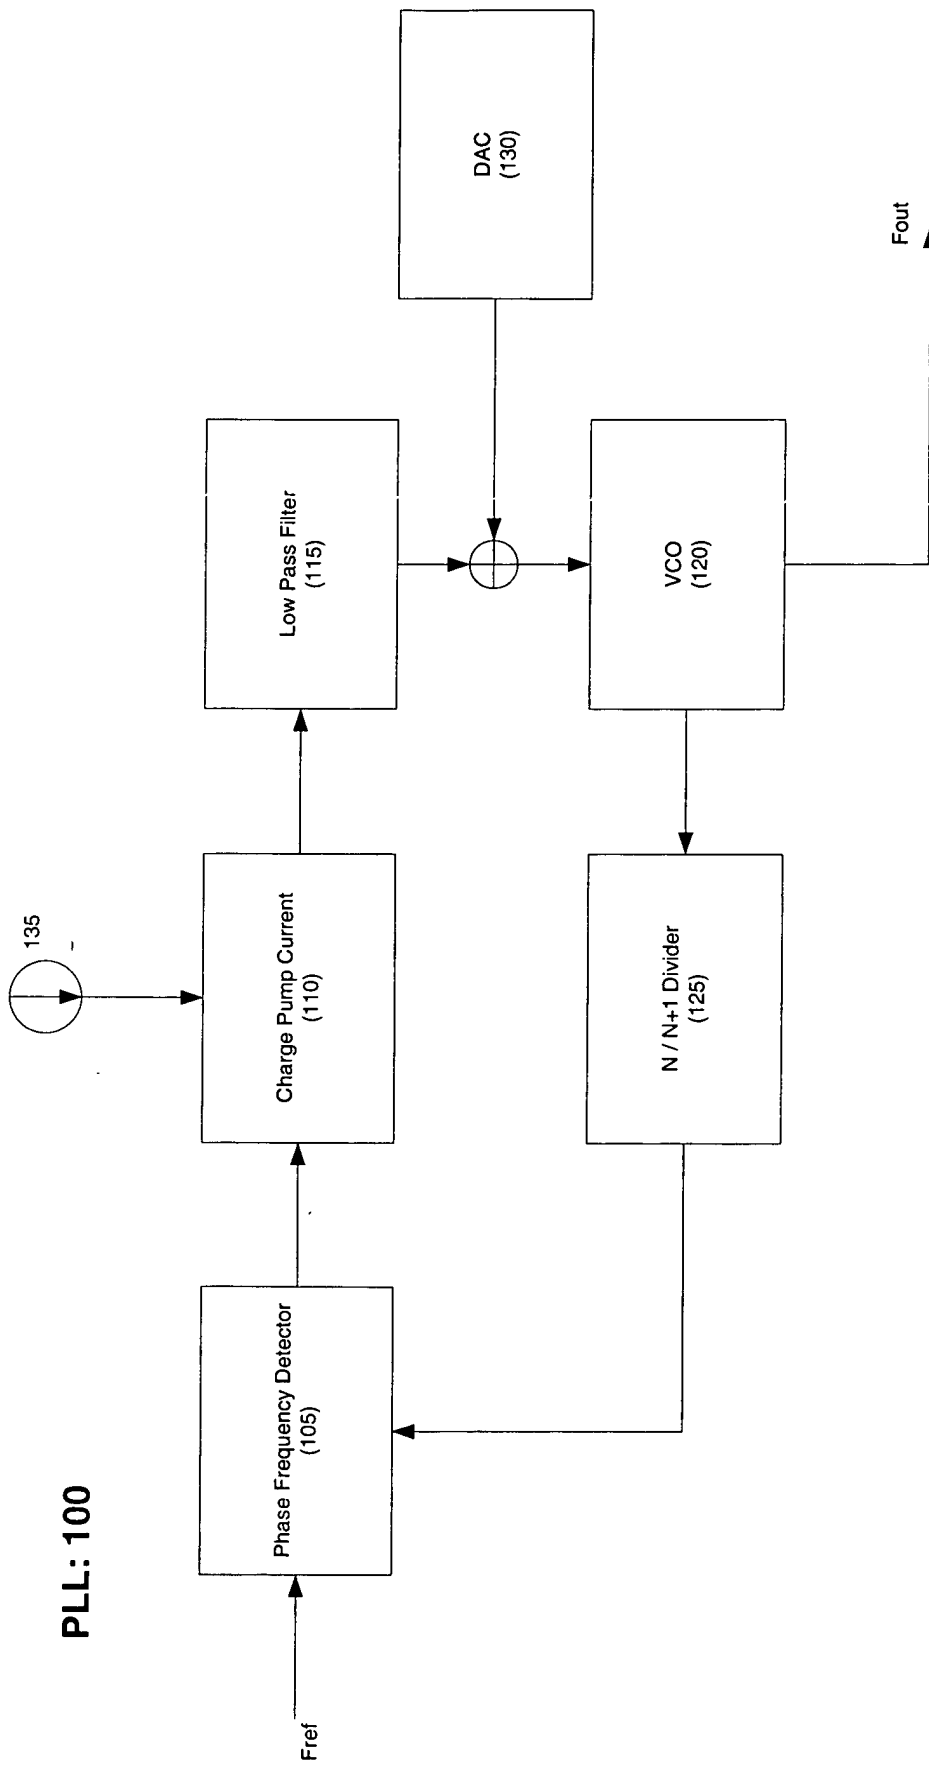 PLL: 100
135
Fref
Phase Frequency Detector
(105)
Charge Pump Current
(110)
Low Pass Filter
(115)
DAC
(130)
N / N+1 Divider
(125)
VCO
(120)
Fout